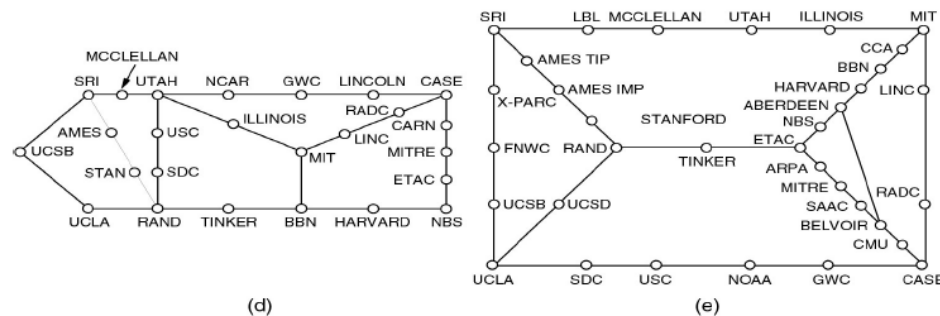 MCCLELLAN
SRI UTAH NCAR GWC LINCOLN CASE
RADC
ILLINOIS CARN
AMES USC LINC
UCSB MIT MITRE
STAN SDC
ETAC
UCLA RAND TINKER BBN HARVARD NBS
(d)
SRI LBL MCCLELLAN UTAH ILLINOIS MIT
CCA
AMES TIP BBN
X-PARC AMES IMP HARVARD LINC
ABERDEEN
STANFORD NBS
FNWC RAND ETAC
TINKER
ARPA
MITRE RADC
UCSB UCSD SAAC
BELVOIR
CMU
UCLA SDC USC NOAA GWC CASE
(e)